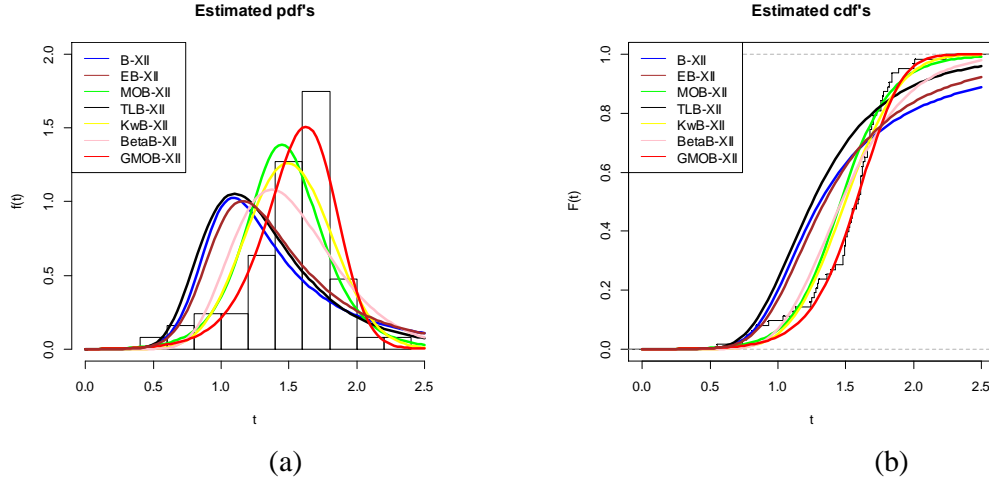 Estimated pdf's
B-XII
EB-XII
MOB-XII
TLB-XII
KwB-XII
BetaB-XII
GMOB-XII
f(t)
2.0
1.5
1.0
0.5
0.0
0.0 0.5 1.0 1.5 2.0 2.5
t
(a)
Estimated cdf's
B-XII
EB-XII
MOB-XII
TLB-XII
KwB-XII
BetaB-XII
GMOB-XII
F(t)
1.0
0.8
0.6
0.4
0.2
0.0
0.0 0.5 1.0 1.5 2.0 2.5
t
(b)